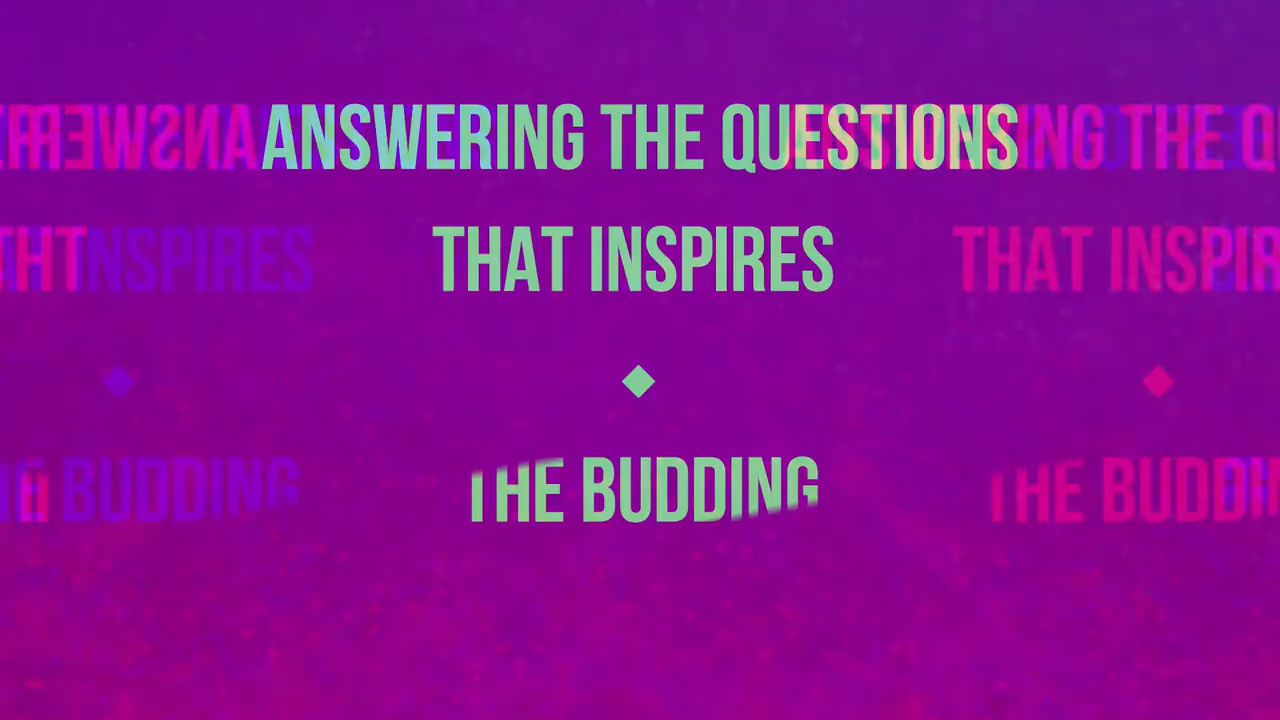 ANSWERING THE QUESTIONS
THAT INSPIRES
THE BUDDING